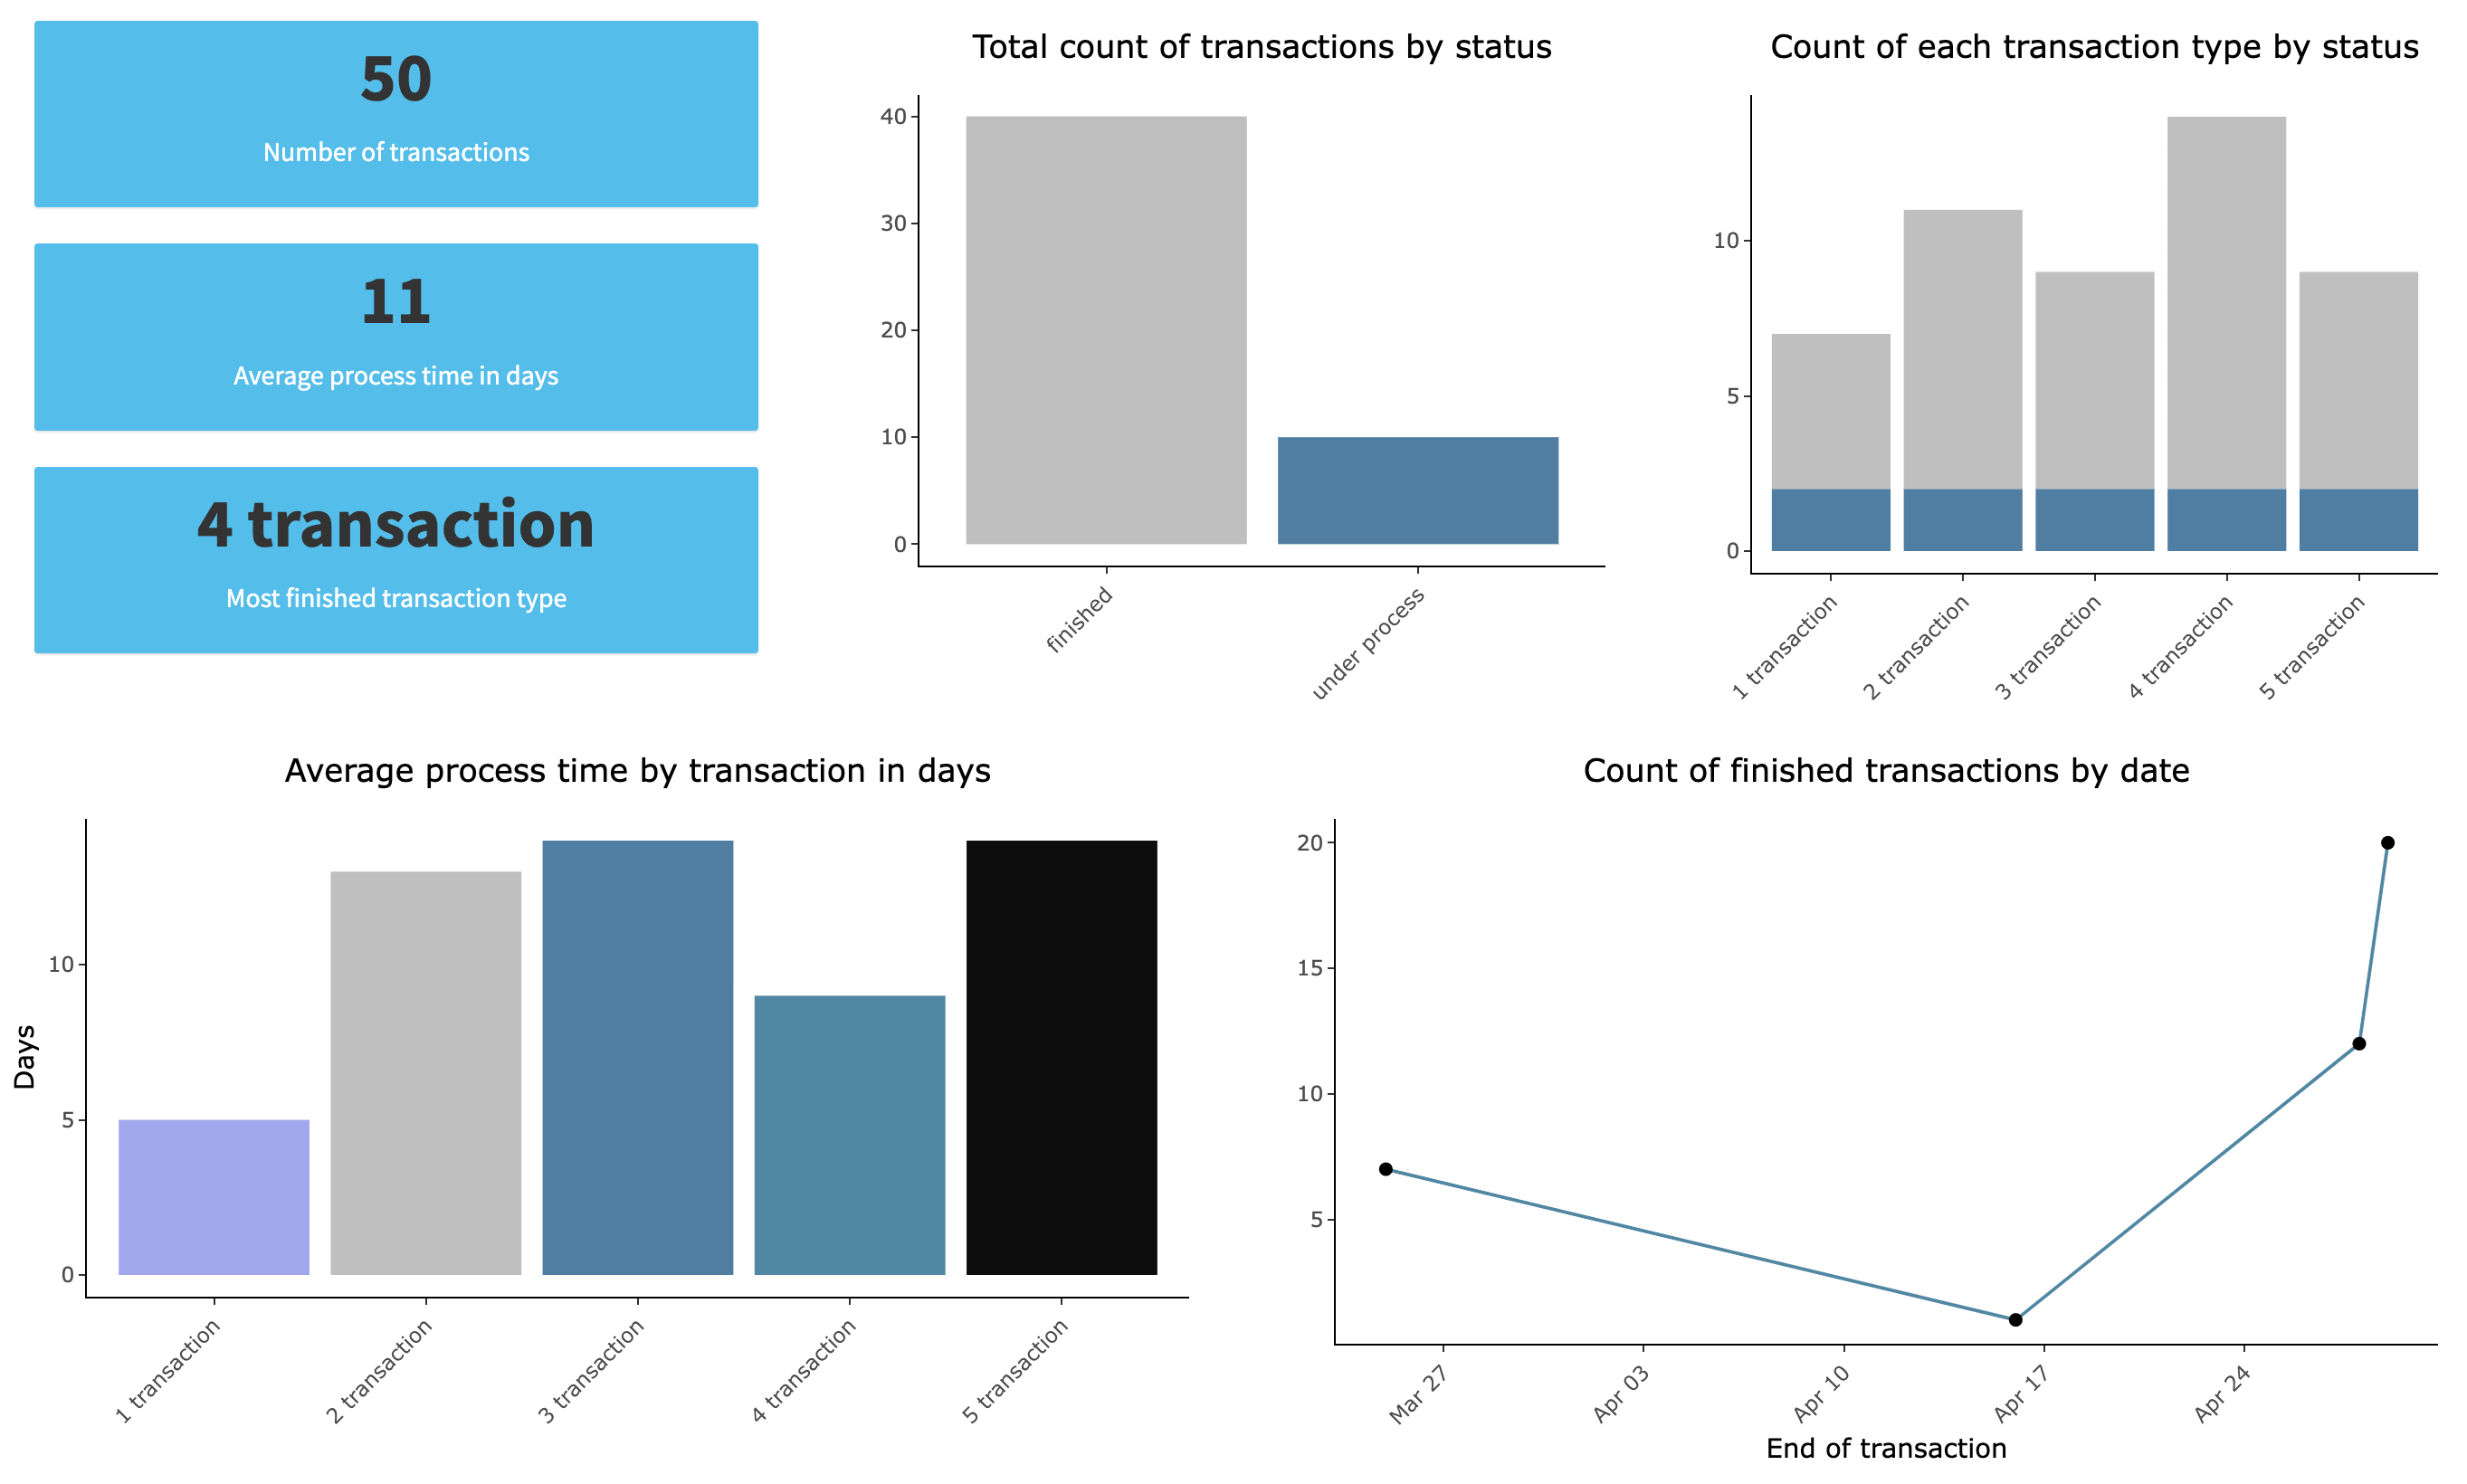 50
Number of transactions
11
Average process time in days
4 transaction
Most finished transaction type
Total count of transactions by status
40
30
20
10
0
finished
under process
Count of each transaction type by status
10
5
0
1 transaction
2 transaction
3 transaction
4 transaction
5 transaction
Average process time by transaction in days
Days
10
5
0
1 transaction
2 transaction
3 transaction
4 transaction
5 transaction
Count of finished transactions by date
20
15
10
5
Mar 27
Apr 03
Apr 10
Apr 17
Apr 24
End of transaction